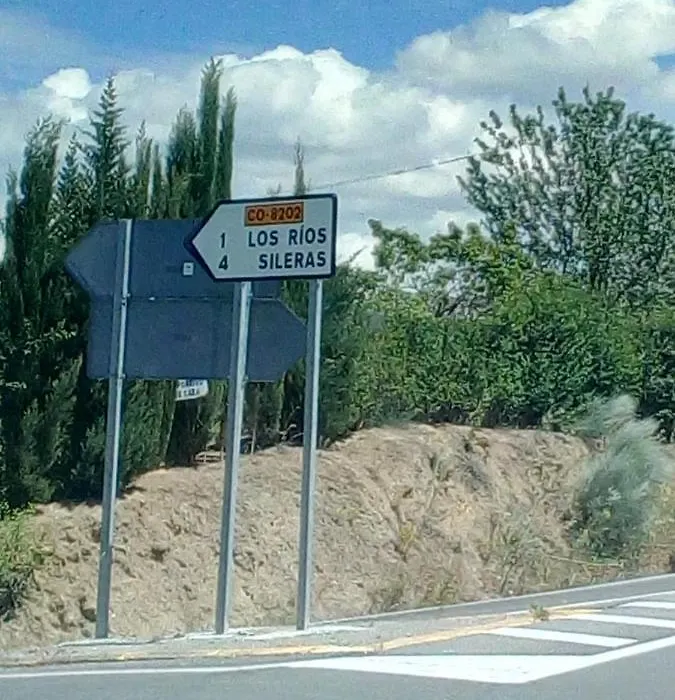 CO-8202
1 LOS RÍOS
4 SILERAS